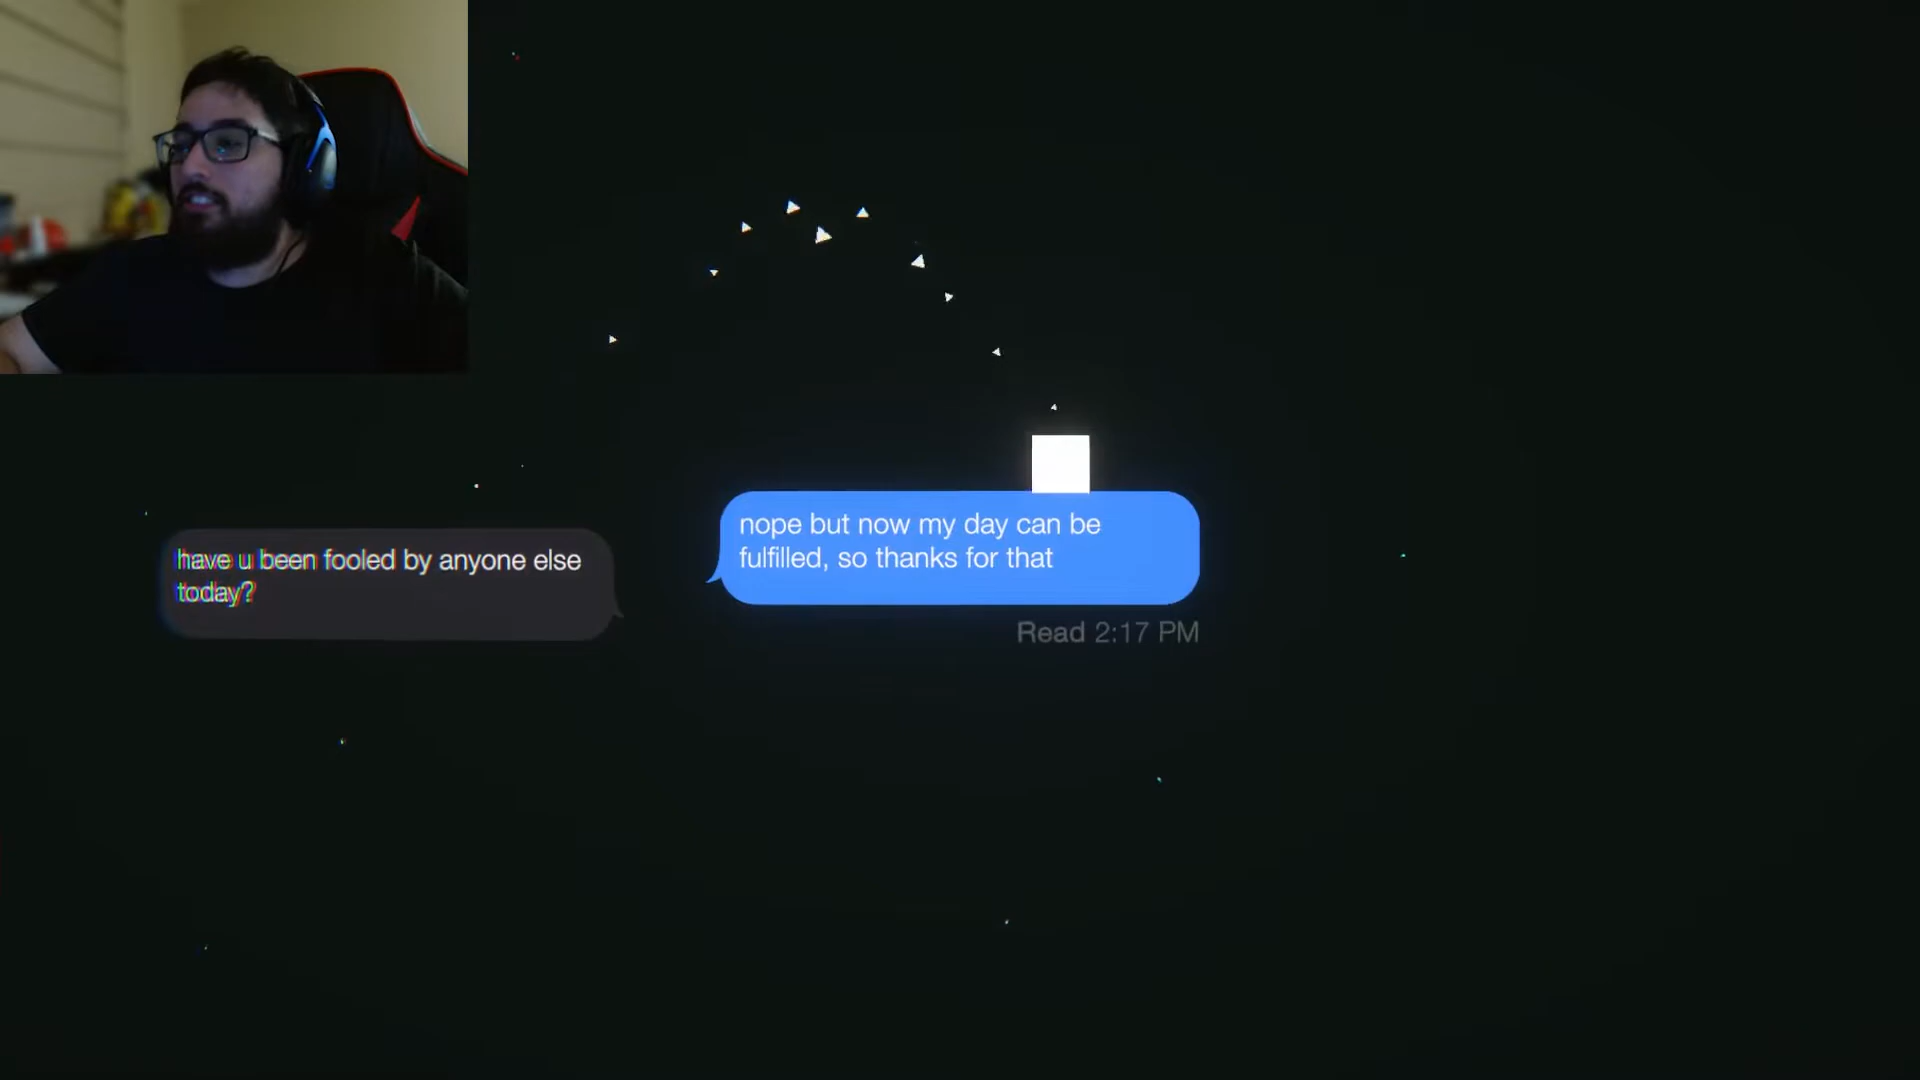 have u been fooled by anyone else
today?
nope but now my day can be
fulfilled, so thanks for that
Read 2:17 PM